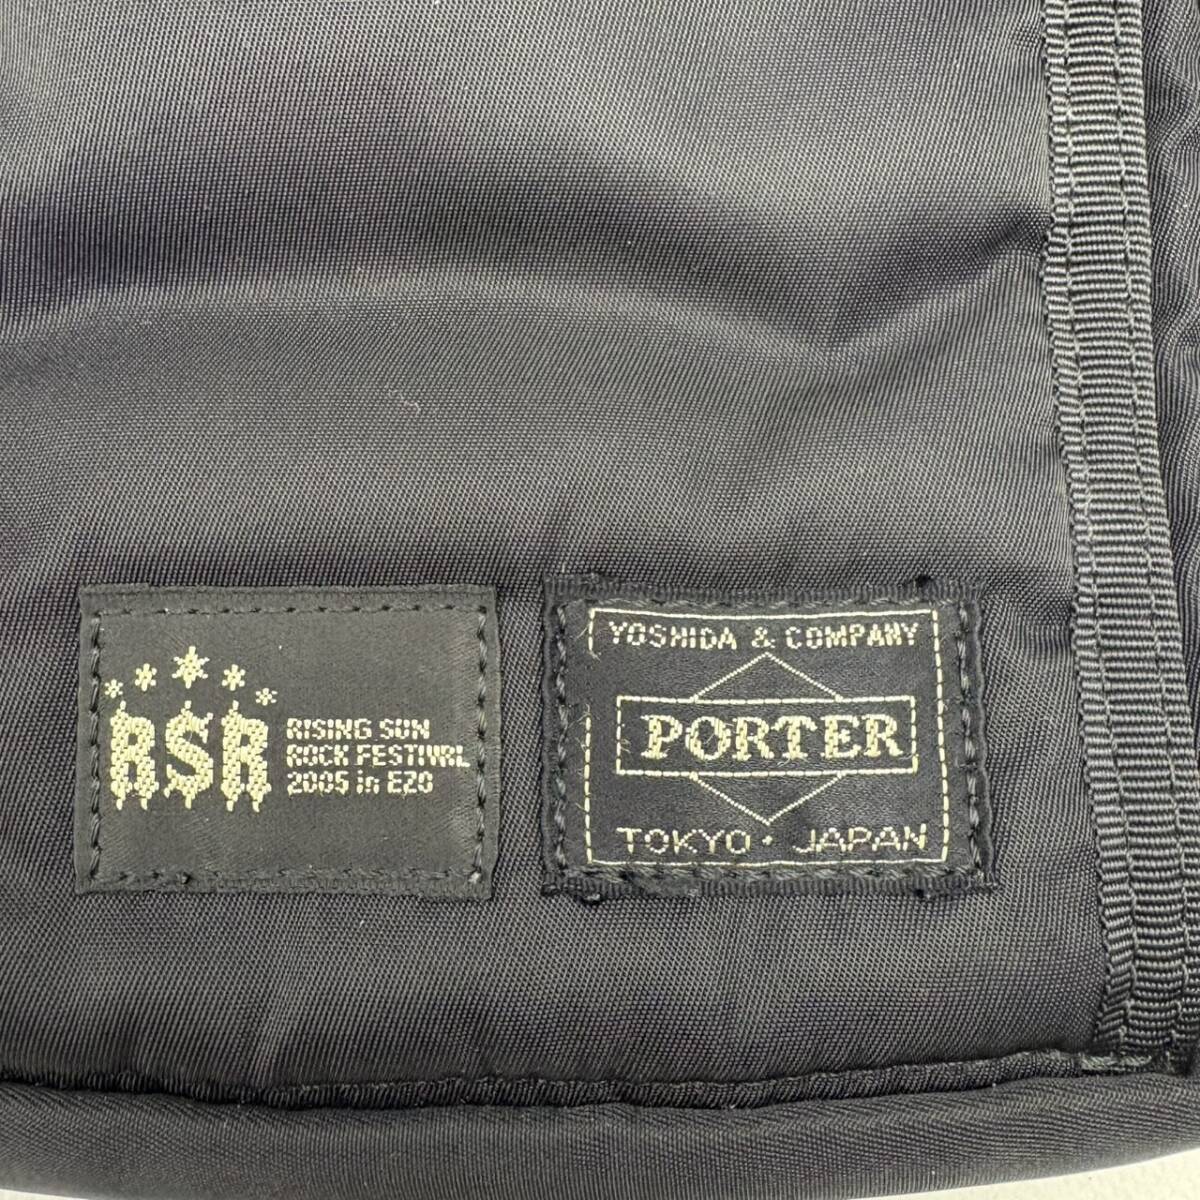 RSR
RISING SUN
ROCK FESTIVAL
2005 in EZO
YOSHIDA & COMPANY
PORTER
TOKYO · JAPAN